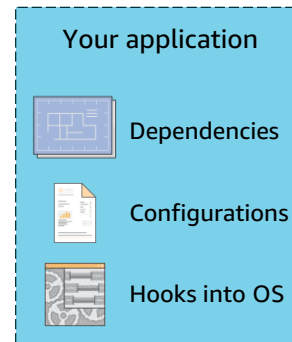 Your application
Dependencies
Configurations
Hooks into OS